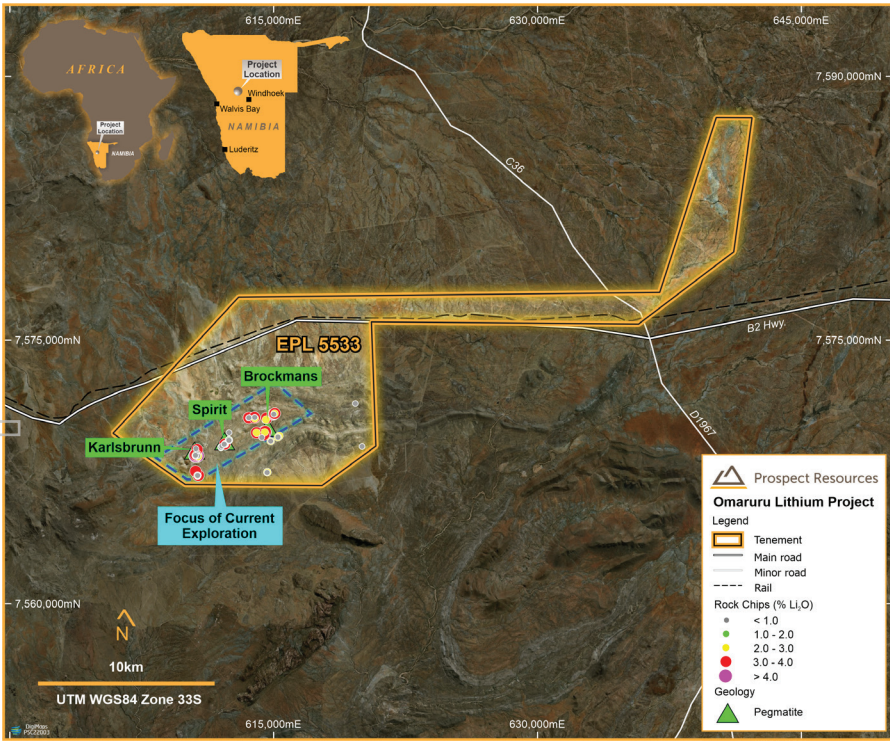 615,000mE
630,000mE
645,000mE
AFRICA
Project
Location
NAMIBIA
Project
Location
Windhoek
Walvis Bay
NAMIBIA
Luderitz
7,590,000mN
C36
7,575,000mN
7,575,000mN
B2 Hwy.
EPL 5533
Brockmans
Spirit
Karlsbrunn
D1967
Focus of Current
Exploration
7,560,000mN
N
10km
UTM WGS84 Zone 33S
DigiMaps
PSC22003
615,000mE
630,000mE
Prospect Resources
Omaruru Lithium Project
Legend
Tenement
Main road
Minor road
Rail
Rock Chips (% Li₂O)
< 1.0
1.0 - 2.0
2.0 - 3.0
3.0 - 4.0
> 4.0
Geology
Pegmatite